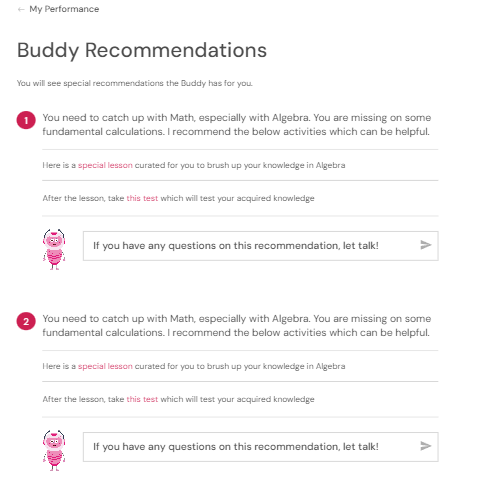 ← My Performance
Buddy Recommendations
You will see special recommendations the Buddy has for you.
1 You need to catch up with Math, especially with Algebra. You are missing on some
fundamental calculations. I recommend the below activities which can be helpful.
Here is a special lesson curated for you to brush up your knowledge in Algebra
After the lesson, take this test which will test your acquired knowledge
If you have any questions on this recommendation, let talk!
2 You need to catch up with Math, especially with Algebra. You are missing on some
fundamental calculations. I recommend the below activities which can be helpful.
Here is a special lesson curated for you to brush up your knowledge in Algebra
After the lesson, take this test which will test your acquired knowledge
If you have any questions on this recommendation, let talk!